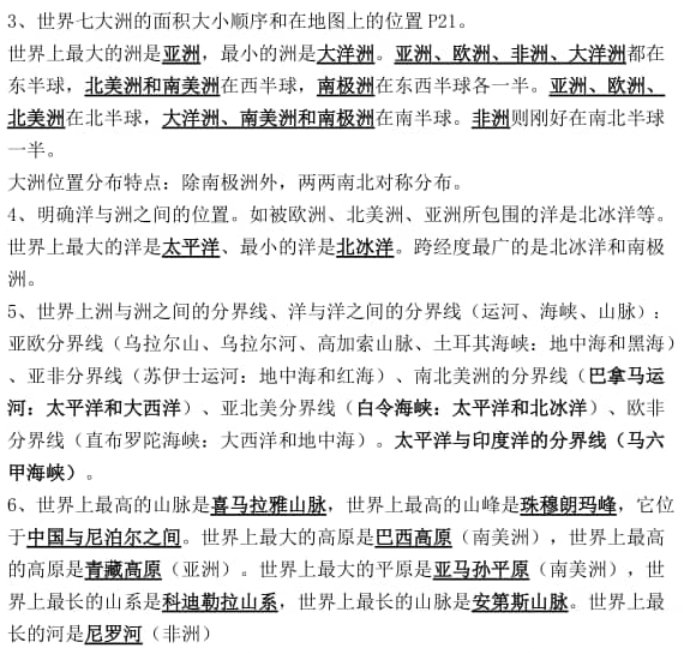 3、世界七大洲的面积大小顺序和在地图上的位置 P21。
世界上最大的洲是亚洲，最小的洲是大洋洲。亚洲、欧洲、非洲、大洋洲都在
东半球，北美洲和南美洲在西半球，南极洲在东西半球各一半。亚洲、欧洲、
北美洲在北半球，大洋洲、南美洲和南极洲在南半球。非洲则刚好在南北半球
一半。
大洲位置分布特点：除南极洲外，两两南北对称分布。
4、明确洋与洲之间的位置。如被欧洲、北美洲、亚洲所包围的洋是北冰洋等。
世界上最大的洋是太平洋、最小的洋是北冰洋。跨经度最广的是北冰洋和南极
洲。
5、世界上洲与洲之间的分界线、洋与洋之间的分界线（运河、海峡、山脉）：
亚欧分界线（乌拉尔山、乌拉尔河、高加索山脉、土耳其海峡：地中海和黑海）
、亚非分界线（苏伊士运河：地中海和红海）、南北美洲的分界线（巴拿马运
河：太平洋和大西洋）、亚北美分界线（白令海峡：太平洋和北冰洋）、欧非
分界线（直布罗陀海峡：大西洋和地中海）。太平洋与印度洋的分界线（马六
甲海峡）。
6、世界上最高的山脉是喜马拉雅山脉，世界上最高的山峰是珠穆朗玛峰，它位
于中国与尼泊尔之间。世界上最大的高原是巴西高原（南美洲），世界上最高
的高原是青藏高原（亚洲）。世界上最大的平原是亚马孙平原（南美洲），世
界上最长的山系是科迪勒拉山系，世界上最长的山脉是安第斯山脉。世界上最
长的河是尼罗河（非洲）